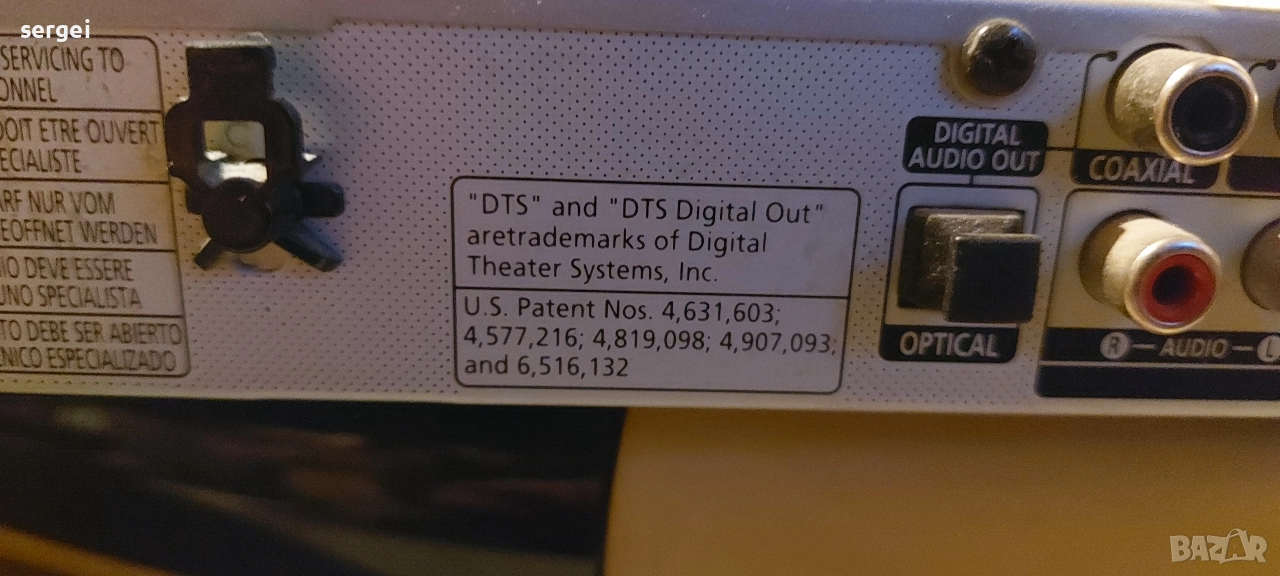 sergei
SERVICING TO
ONNEL
DOIT ETRE OUVERT
ECIALISTE
ARF NUR VOM
EOFFNET WERDEN
IO DEVE ESSERE
UNO SPECIALISTA
TO DEBE SER ABIERTO
CNICO ESPECIALIZADO
"DTS" and "DTS Digital Out"
aretrademarks of Digital
Theater Systems, Inc.
U.S. Patent Nos. 4,631,603;
4,577,216; 4,819,098; 4,907,093;
and 6,516,132
DIGITAL
AUDIO OUT
COAXIAL
OPTICAL
R — AUDIO — L
BAZAR